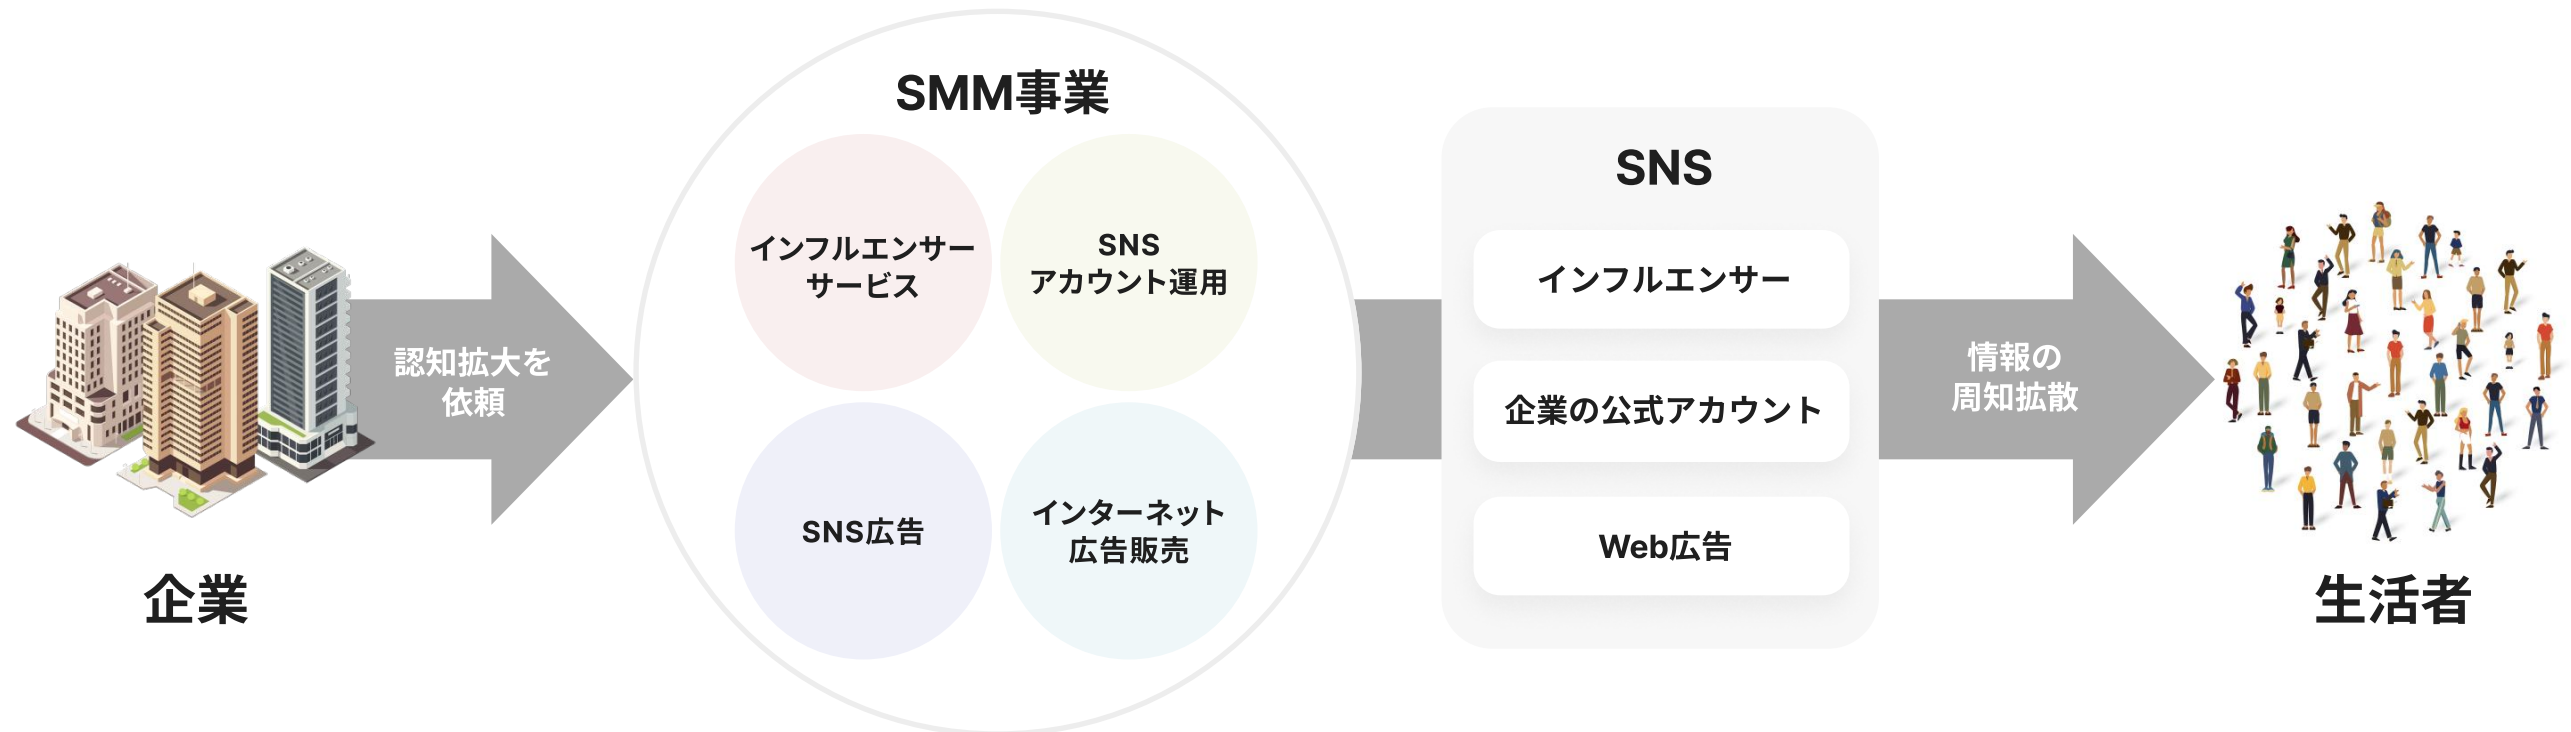 企業
認知拡大を
依頼
SMM事業
インフルエンサー
サービス
SNS
アカウント運用
SNS広告
インターネット
広告販売
SNS
インフルエンサー
企業の公式アカウント
Web広告
情報の
周知拡散
生活者